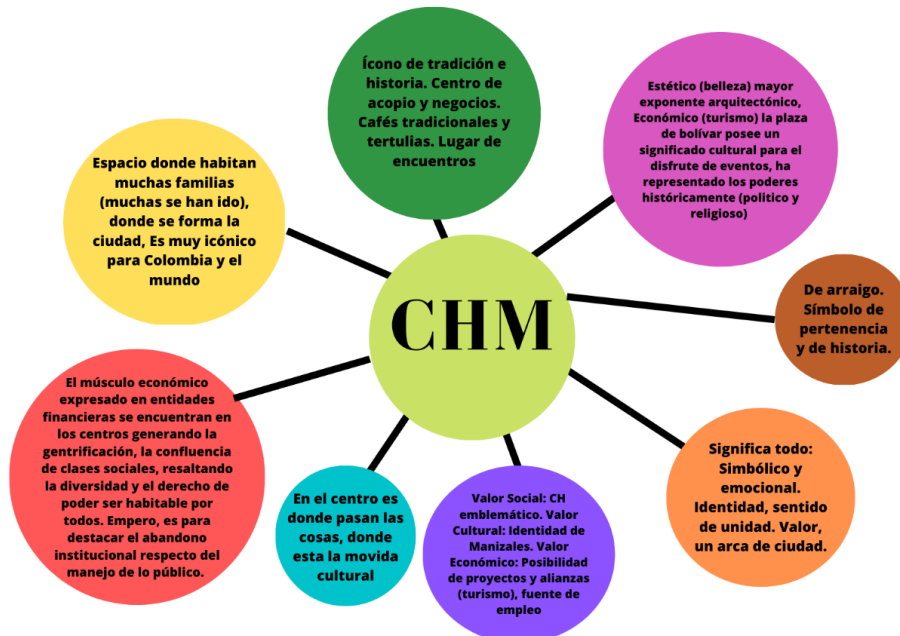 Ícono de tradición e
historia. Centro de
acopio y negocios.
Cafés tradicionales y
tertulias. Lugar de
encuentros
Estético (belleza) mayor
exponente arquitectónico,
Económico (turismo) la plaza
de bolívar posee un
significado cultural para el
disfrute de eventos, ha
representado los poderes
históricamente (politico y
religioso)
Espacio donde habitan
muchas familias
(muchas se han ido),
donde se forma la
ciudad, Es muy icónico
para Colombia y el
mundo
CHM
De arraigo.
Símbolo de
pertenencia
y de historia.
El músculo económico
expresado en entidades
financieras se encuentran en
los centros generando la
gentrificación, la confluencia
de clases sociales, resaltando
la diversidad y el derecho de
poder ser habitable por
todos. Empero, es para
destacar el abandono
institucional respecto del
manejo de lo público.
En el centro es
donde pasan las
cosas, donde
esta la movida
cultural
Valor Social: CH
emblemático. Valor
Cultural: Identidad de
Manizales. Valor
Económico: Posibilidad
de proyectos y alianzas
(turismo), fuente de
empleo
Significa todo:
Simbólico y
emocional.
Identidad, sentido
de unidad. Valor,
un arca de ciudad.